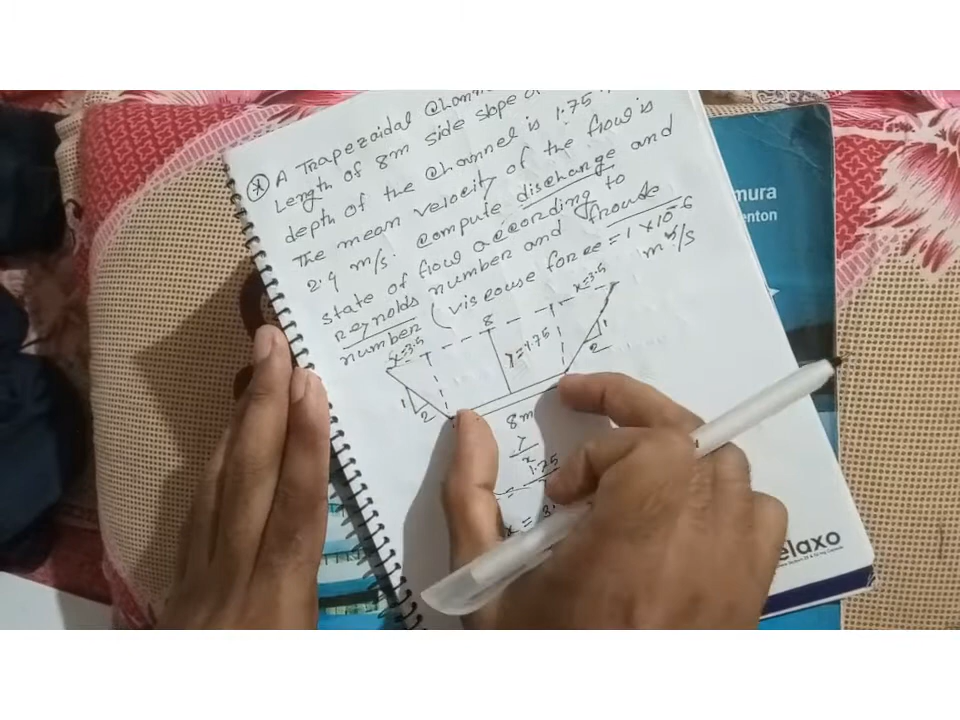 A Trapezoidal
Length of 8m side slope
depth of the channel is 1.75
The mean velocity of the flow is
2.4 m/s. compute discharge and
state of flow according to
Reynolds number and froude
number (viscouse force = 1 × 10⁻⁶
m²/s
x=3.5
8
x=3.5
y=1.75
1
2
1
2
8m
y
x
1.75
x =
mura
enton
elaxo